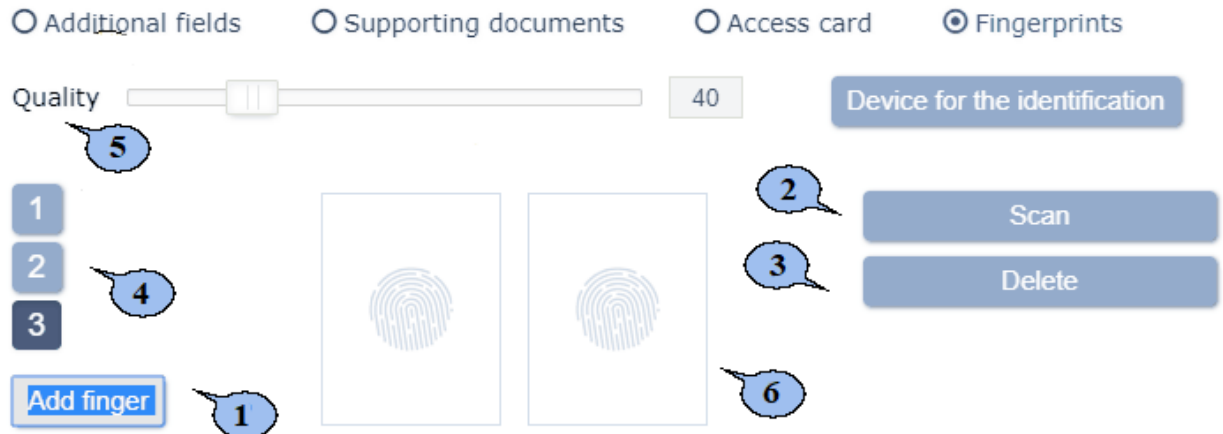 Additional fields Supporting documents Access card Fingerprints
Quality 40 Device for the identification
5
1 2 Scan
2 3 Delete
4
3
Add finger 1 6